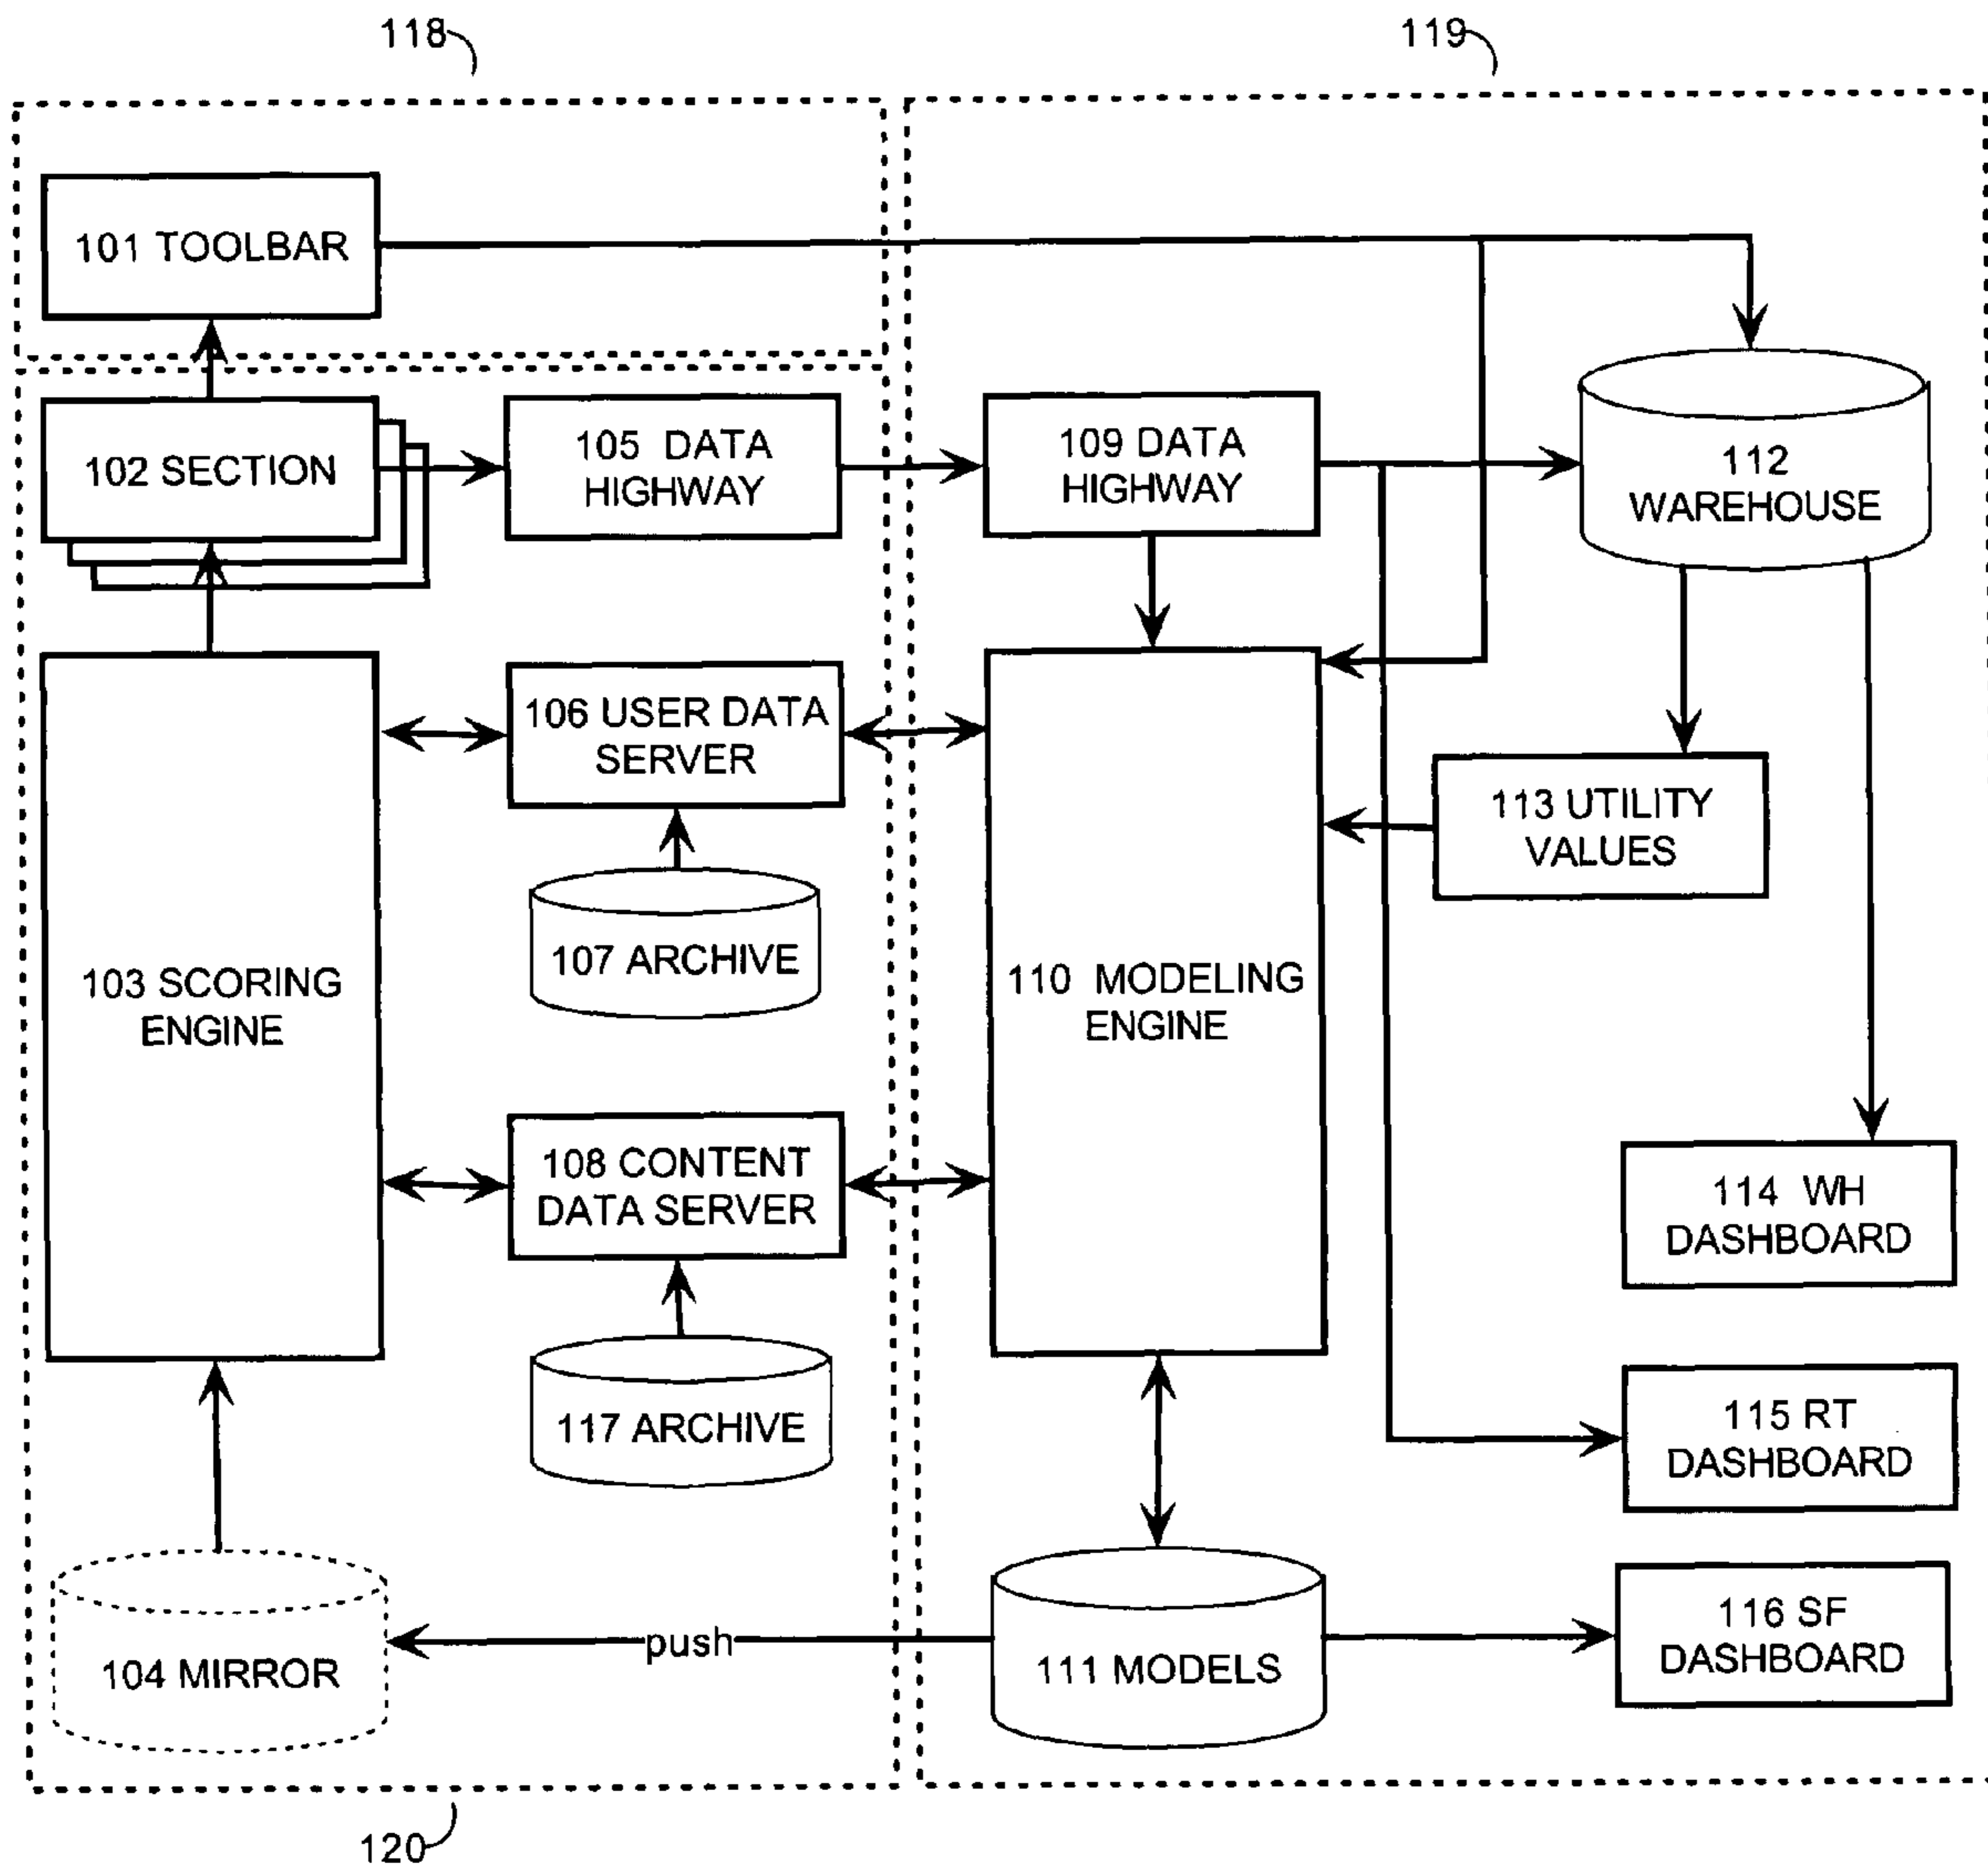 118
119
101 TOOLBAR
102 SECTION
105 DATA
HIGHWAY
109 DATA
HIGHWAY
112
WAREHOUSE
106 USER DATA
SERVER
113 UTILITY
VALUES
107 ARCHIVE
103 SCORING
ENGINE
110 MODELING
ENGINE
108 CONTENT
DATA SERVER
114 WH
DASHBOARD
117 ARCHIVE
115 RT
DASHBOARD
104 MIRROR
push
111 MODELS
116 SF
DASHBOARD
120